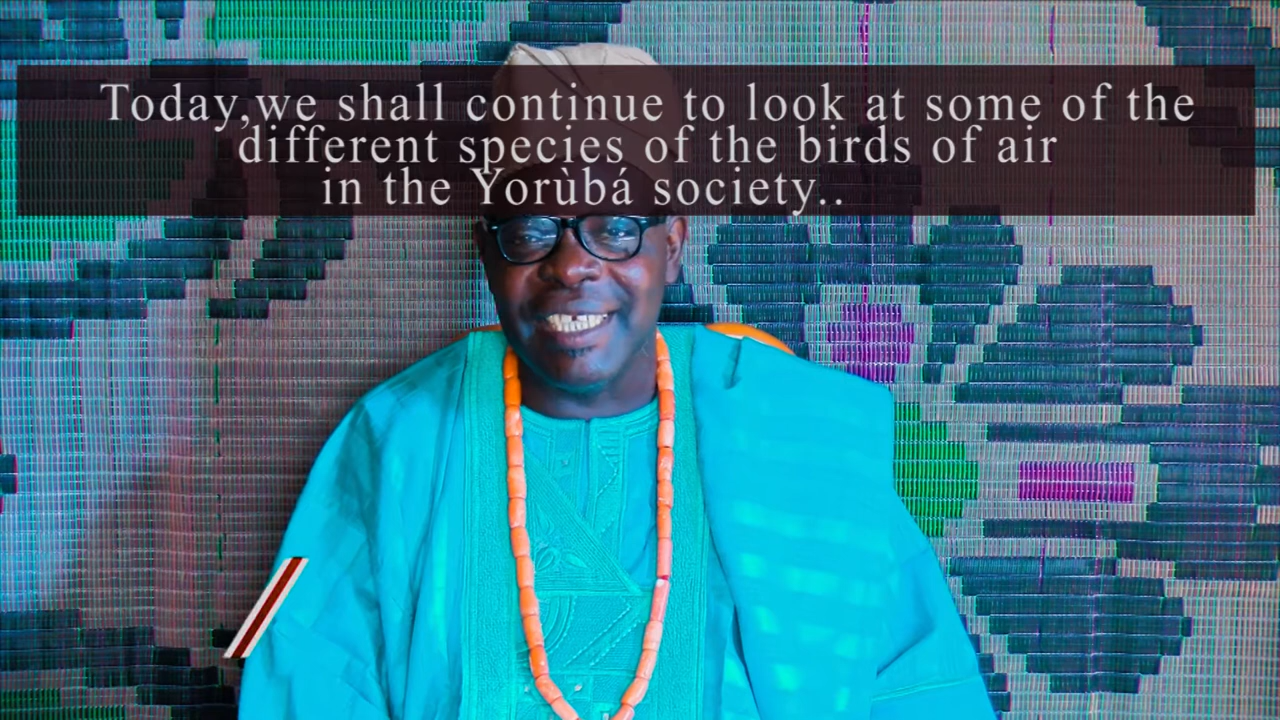 Today,we shall continue to look at some of the
different species of the birds of air
in the Yorùbá society..